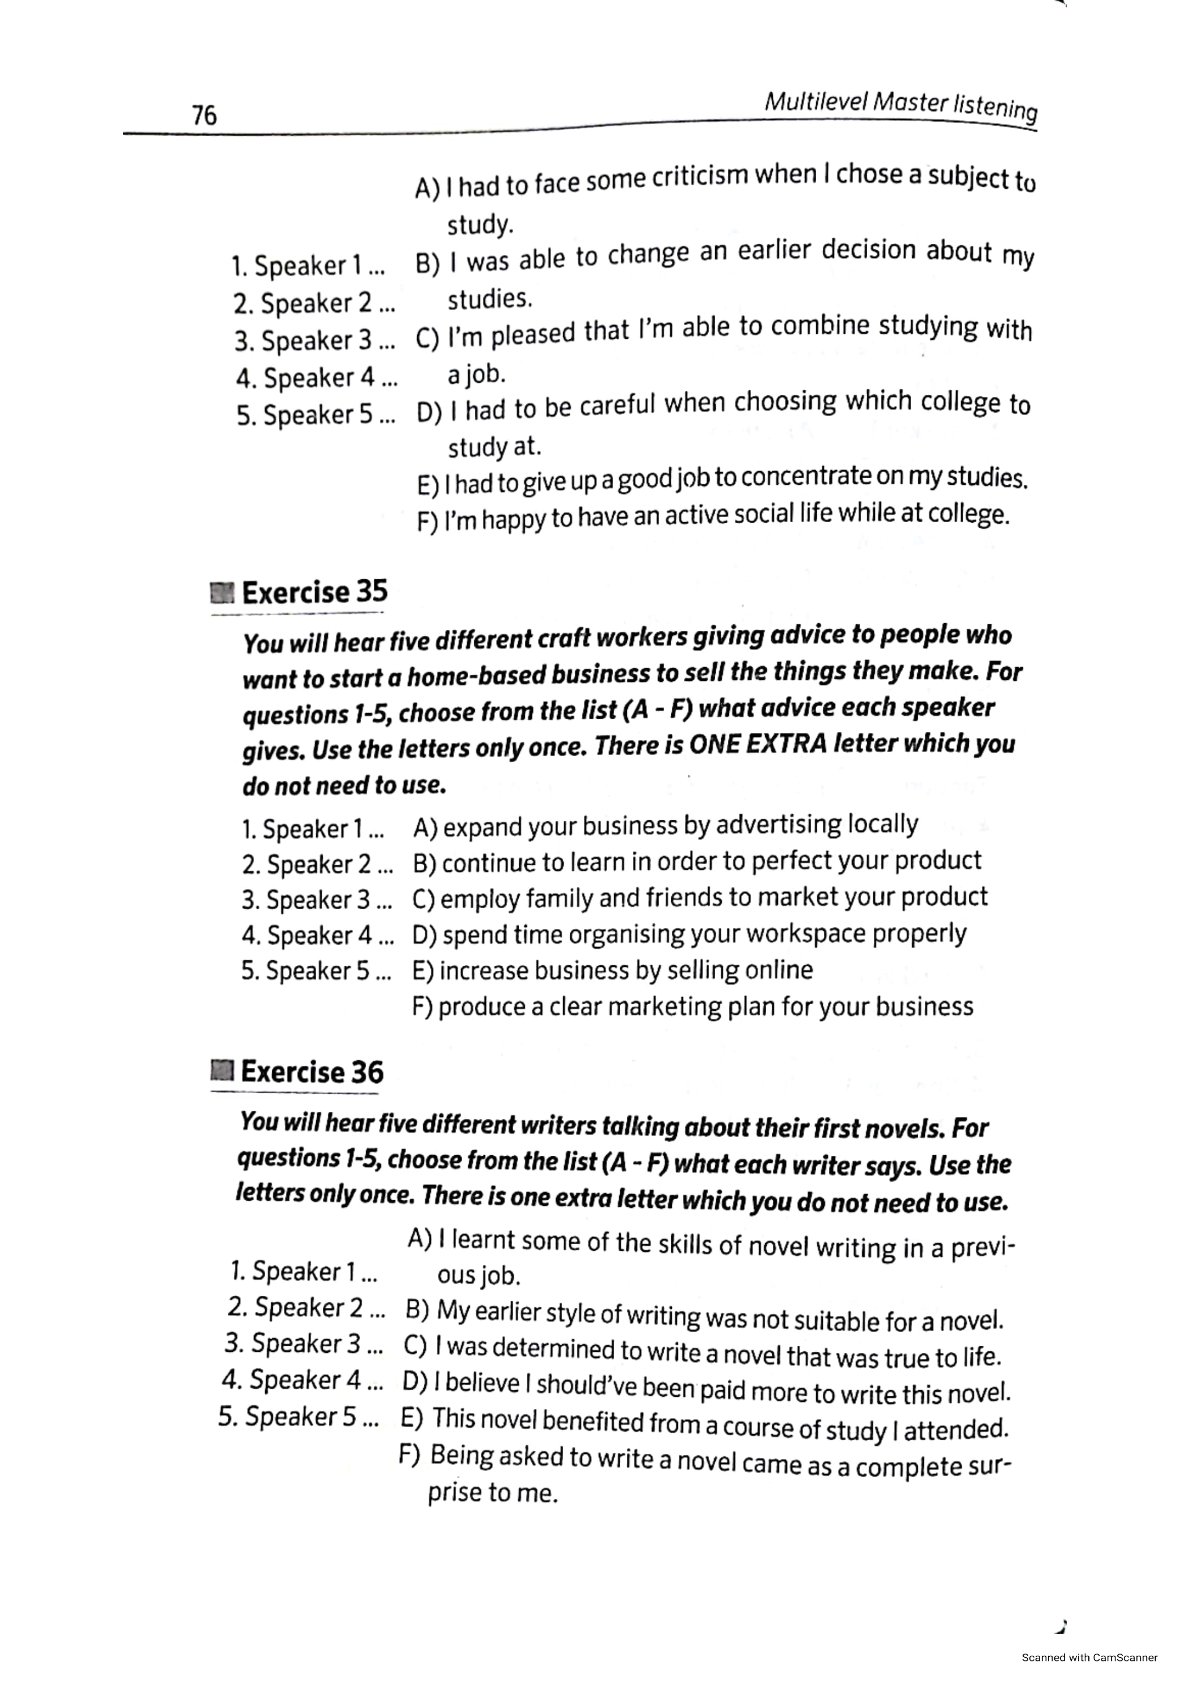 76
Multilevel Master listening
A) I had to face some criticism when I chose a subject to
study.
1. Speaker 1 ...
B) I was able to change an earlier decision about my
2. Speaker 2 ...
studies.
3. Speaker 3 ...
C) I'm pleased that I'm able to combine studying with
4. Speaker 4 ...
a job.
5. Speaker 5 ...
D) I had to be careful when choosing which college to
study at.
E) I had to give up a good job to concentrate on my studies.
F) I'm happy to have an active social life while at college.
Exercise 35
You will hear five different craft workers giving advice to people who
want to start a home-based business to sell the things they make. For
questions 1-5, choose from the list (A - F) what advice each speaker
gives. Use the letters only once. There is ONE EXTRA letter which you
do not need to use.
1. Speaker 1 ...
A) expand your business by advertising locally
2. Speaker 2 ...
B) continue to learn in order to perfect your product
3. Speaker 3 ...
C) employ family and friends to market your product
4. Speaker 4 ...
D) spend time organising your workspace properly
5. Speaker 5 ...
E) increase business by selling online
F) produce a clear marketing plan for your business
Exercise 36
You will hear five different writers talking about their first novels. For
questions 1-5, choose from the list (A - F) what each writer says. Use the
letters only once. There is one extra letter which you do not need to use.
A) I learnt some of the skills of novel writing in a previ-
1. Speaker 1 ...
ous job.
2. Speaker 2 ...
B) My earlier style of writing was not suitable for a novel.
3. Speaker 3 ...
C) I was determined to write a novel that was true to life.
4. Speaker 4 ...
D) I believe I should've been paid more to write this novel.
5. Speaker 5 ...
E) This novel benefited from a course of study I attended.
F) Being asked to write a novel came as a complete sur-
prise to me.
Scanned with CamScanner